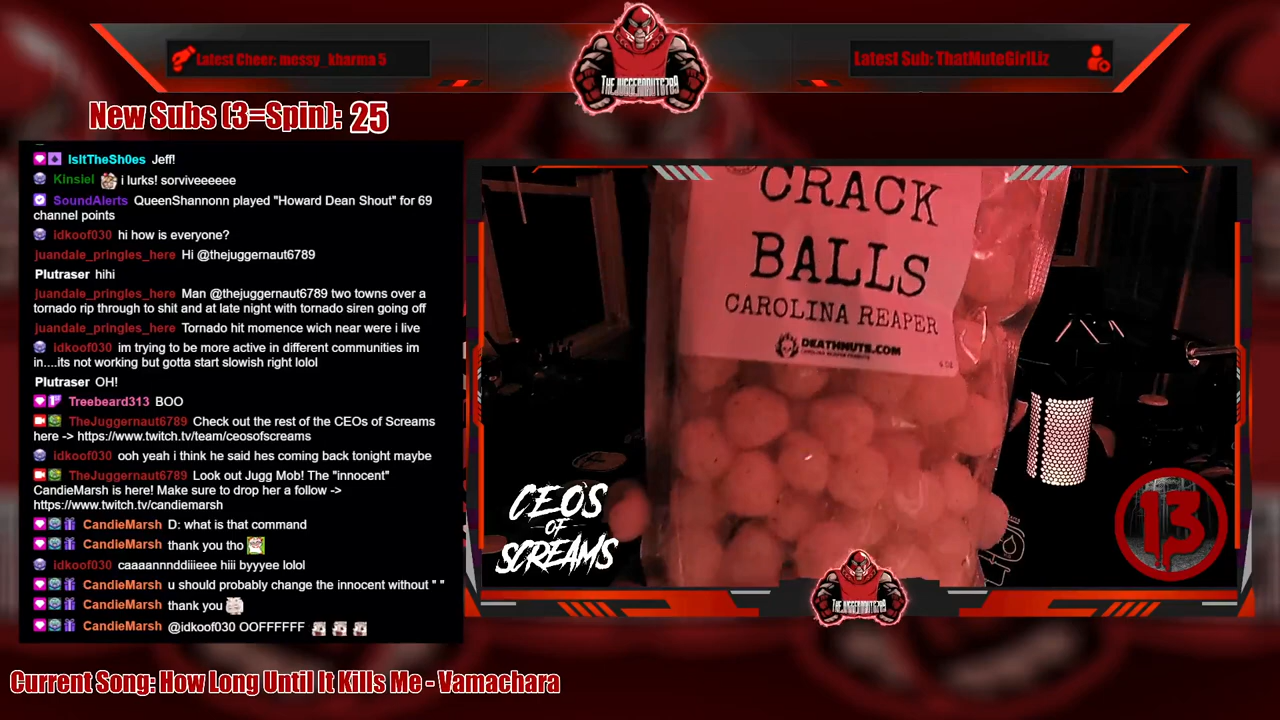 Latest Cheer: messy_kharma 5
THEJUGGERNAUT6789
Latest Sub: ThatMuteGirlLiz
New Subs (3=Spin): 25
IsItTheSh0es Jeff!
Kinsiel i lurks! sorviveeeeee
SoundAlerts QueenShannonn played "Howard Dean Shout" for 69
channel points
idkoof030 hi how is everyone?
juandale_pringles_here Hi @thejuggernaut6789
Plutraser hihi
juandale_pringles_here Man @thejuggernaut6789 two towns over a
tornado rip through to shit and at late night with tornado siren going off
juandale_pringles_here Tornado hit momence wich near were i live
idkoof030 im trying to be more active in different communities im
in....its not working but gotta start slowish right lolol
Plutraser OH!
Treebeard313 BOO
TheJuggernaut6789 Check out the rest of the CEOs of Screams
here -> https://www.twitch.tv/team/ceosofscreams
idkoof030 ooh yeah i think he said hes coming back tonight maybe
TheJuggernaut6789 Look out Jugg Mob! The "innocent"
CandieMarsh is here! Make sure to drop her a follow ->
https://www.twitch.tv/candiemarsh
CandieMarsh D: what is that command
CandieMarsh thank you tho
idkoof030 caaaannnddiiieeee hiii byyyee lolol
CandieMarsh u should probably change the innocent without " "
CandieMarsh thank you
CandieMarsh @idkoof030 OOFFFFFF
CRACK
BALLS
CAROLINA REAPER
DEATHNUTS.COM
CEOS
OF
SCREAMS
13
THEJUGGERNAUT6789
Current Song: How Long Until It Kills Me - Vamachara